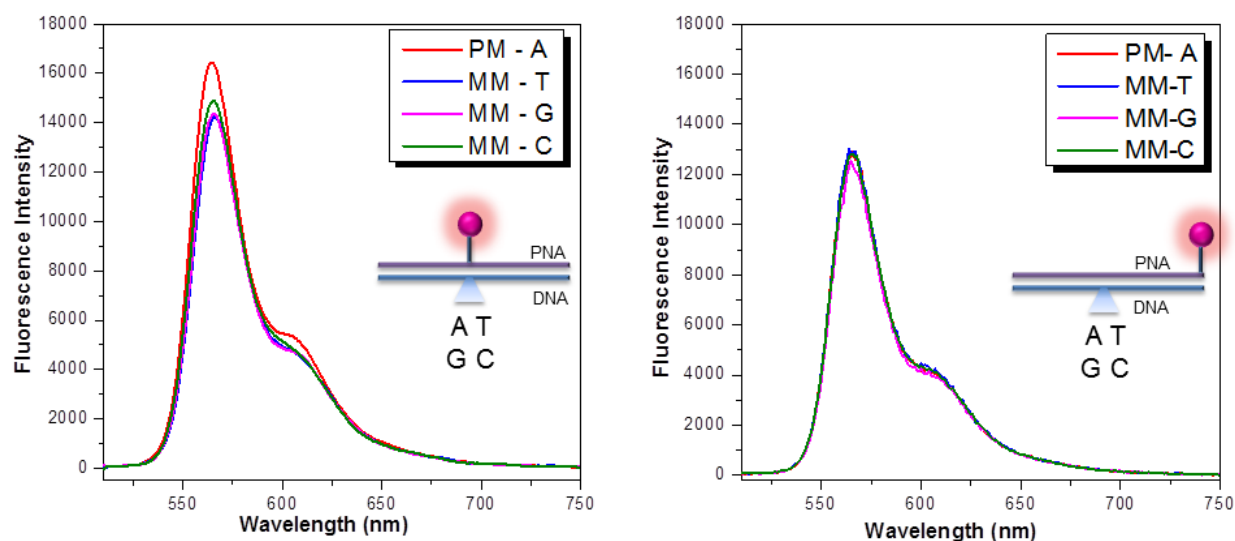 18000
16000
14000
12000
10000
8000
6000
4000
2000
0
Fluorescence Intensity
PM - A
MM - T
MM - G
MM - C
PNA
DNA
A T
G C
550 600 650 700 750
Wavelength (nm)
18000
16000
14000
12000
10000
8000
6000
4000
2000
0
Fluorescence Intensity
PM- A
MM-T
MM-G
MM-C
PNA
DNA
A T
G C
550 600 650 700 750
Wavelength (nm)